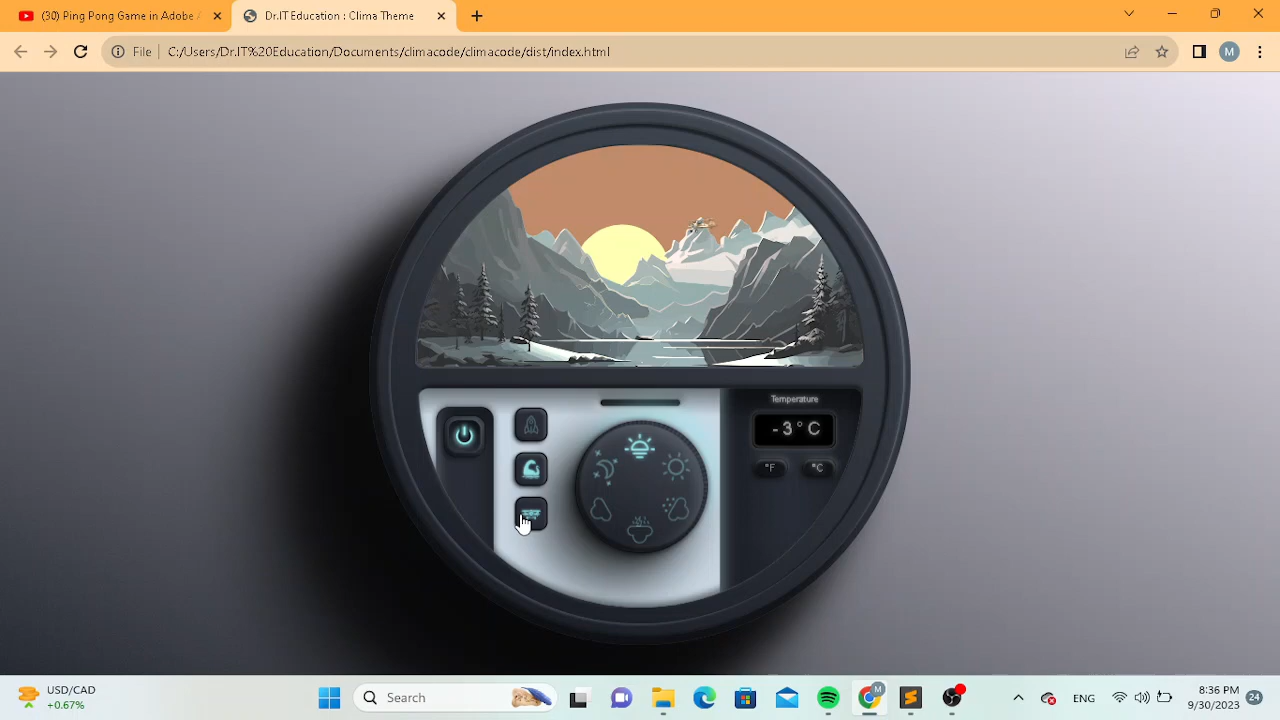 (30) Ping Pong Game in Adobe
Dr.IT Education : Clima Theme
File
C:/Users/Dr.IT%20Education/Documents/climacode/climacode/dist/index.html
M
Temperature
-3°C
°F
°C
USD/CAD
+0.67%
Search
M
ENG
8:36 PM
9/30/2023
24